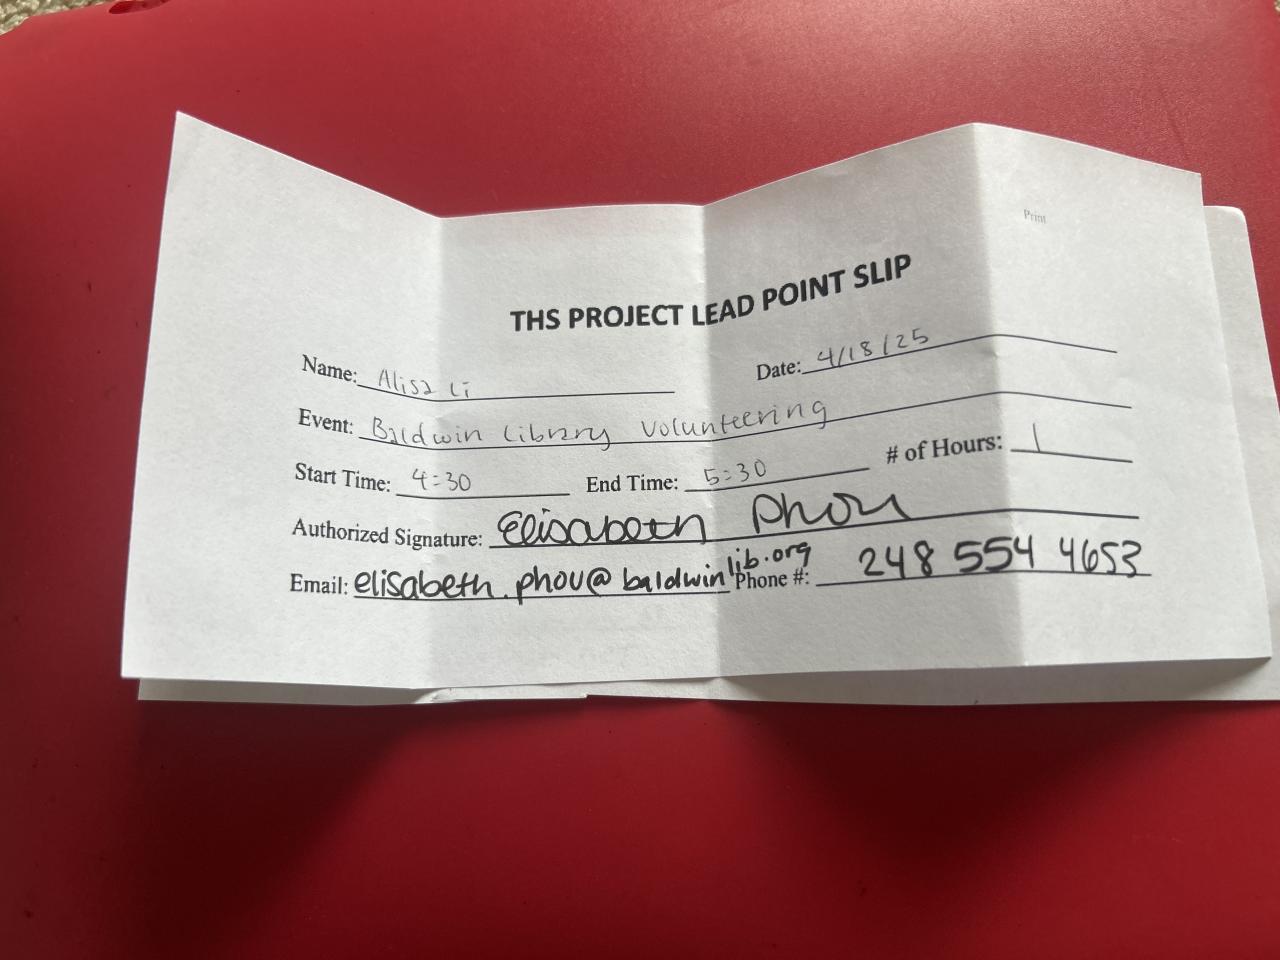 Print
THS PROJECT LEAD POINT SLIP
Name: Alisa Li Date: 4/18/25
Event: Baldwin Library Volunteering
Start Time: 4:30 End Time: 5:30 # of Hours: 1
Authorized Signature: Elisabeth Phou
Email: elisabeth.phou@baldwinlib.org Phone #: 248 554 4653